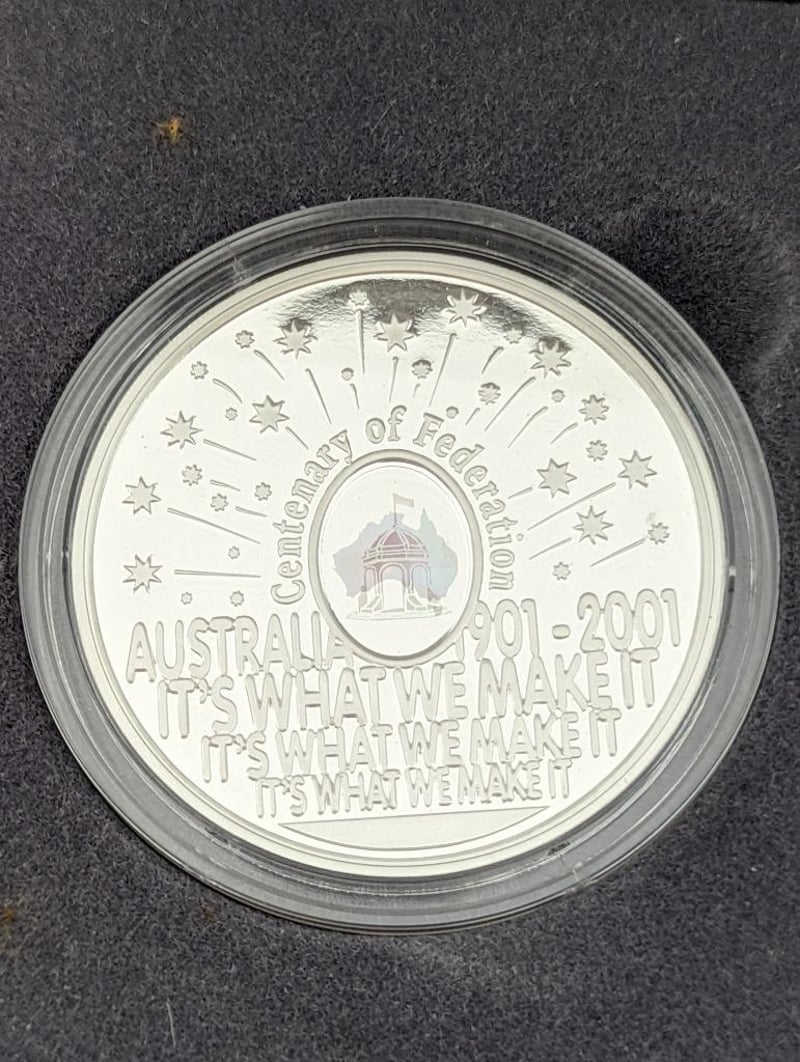 Centenary of Federation
AUSTRALIA 1901-2001
IT'S WHAT WE MAKE IT
IT'S WHAT WE MAKE IT
IT'S WHAT WE MAKE IT